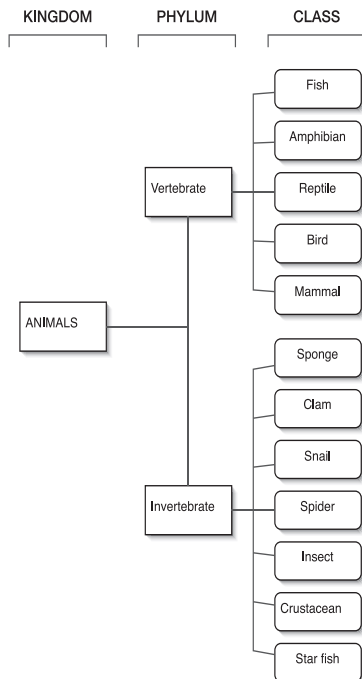 KINGDOM PHYLUM CLASS
Fish
Amphibian
Vertebrate
Reptile
Bird
Mammal
ANIMALS
Sponge
Clam
Snail
Invertebrate
Spider
Insect
Crustacean
Star fish